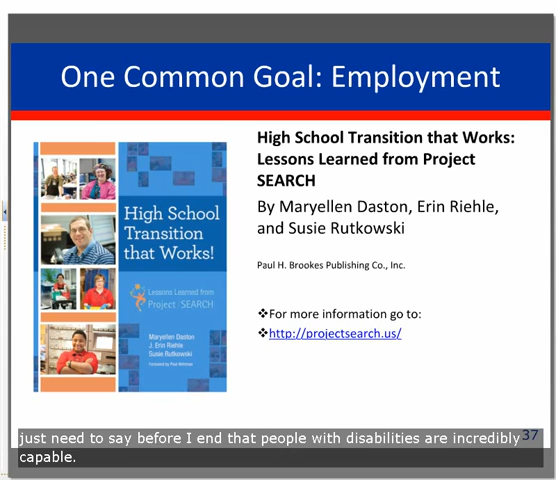 One Common Goal: Employment
High School Transition that Works:
Lessons Learned from Project
SEARCH
By Maryellen Daston, Erin Riehle,
and Susie Rutkowski
Paul H. Brookes Publishing Co., Inc.
❖For more information go to:
❖http://projectsearch.us/
High School
Transition
that Works!
Lessons Learned from
Project SEARCH
Maryellen Daston
J. Erin Riehle
Susie Rutkowski
foreword by Paul Wehman
37
just need to say before I end that people with disabilities are incredibly
capable.